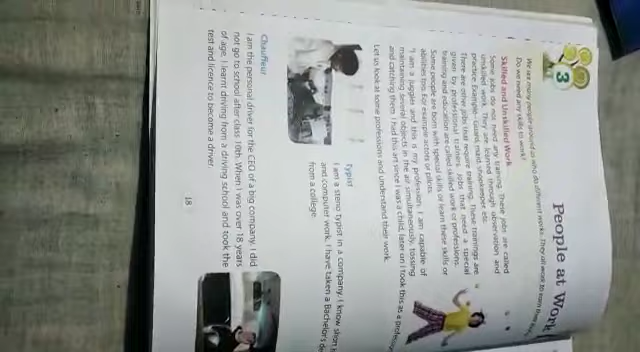 3
People at Work
We see many people around us who do different works. They all work to earn their
Do we need any skills to work?
Skilled and Unskilled Work
Some jobs do not need any training. These jobs are called
unskilled work. They are learned through observation and
practice. Example- guard, maid, shopkeeper etc.
There are other jobs that require training. These trainings are
given by professional trainers. Jobs that need a special
training and education are called skilled work or professions.
Some people are born with special skills or learn these skills or
abilities too. For example actors or
"I am a juggler and this is my profession. I am capable of
maintaining several objects in the air simultaneously, tossing
and catching them. I had this art since I was a child, later on I took this as a profession
Let us look at some professions and understand their work.
Typist
I am a steno typist in a company. I know short
and computer work. I have taken a Bachelor's
from a college.
Chauffeur
I am the personal driver for the CEO of a big company. I did
not go to school after class 10th. When I was over 18 years
of age, I learnt driving from a driving school and took the
test and licence to become a driver.
18